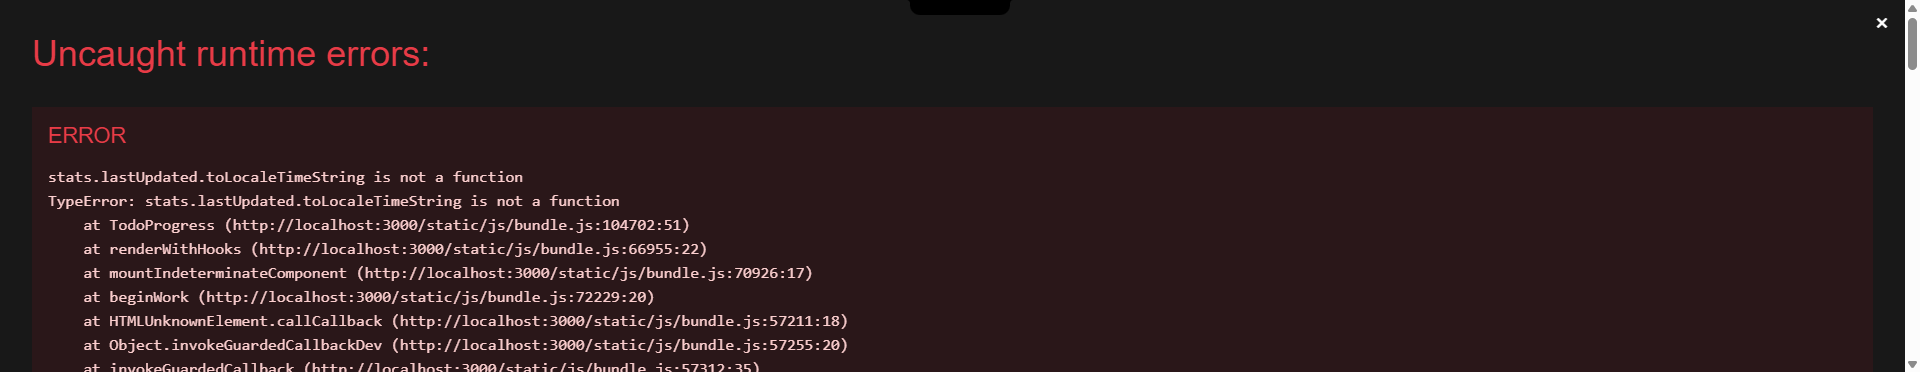 ×
Uncaught runtime errors:
ERROR
stats.lastUpdated.toLocaleTimeString is not a function
TypeError: stats.lastUpdated.toLocaleTimeString is not a function
    at TodoProgress (http://localhost:3000/static/js/bundle.js:104702:51)
    at renderWithHooks (http://localhost:3000/static/js/bundle.js:66955:22)
    at mountIndeterminateComponent (http://localhost:3000/static/js/bundle.js:70926:17)
    at beginWork (http://localhost:3000/static/js/bundle.js:72229:20)
    at HTMLUnknownElement.callCallback (http://localhost:3000/static/js/bundle.js:57211:18)
    at Object.invokeGuardedCallbackDev (http://localhost:3000/static/js/bundle.js:57255:20)
    at invokeGuardedCallback (http://localhost:3000/static/js/bundle.js:57312:35)